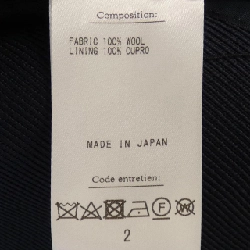 Composition:
FABRIC 100% WOOL
LINING 100% CUPRO
MADE IN JAPAN
Code entretien:
2